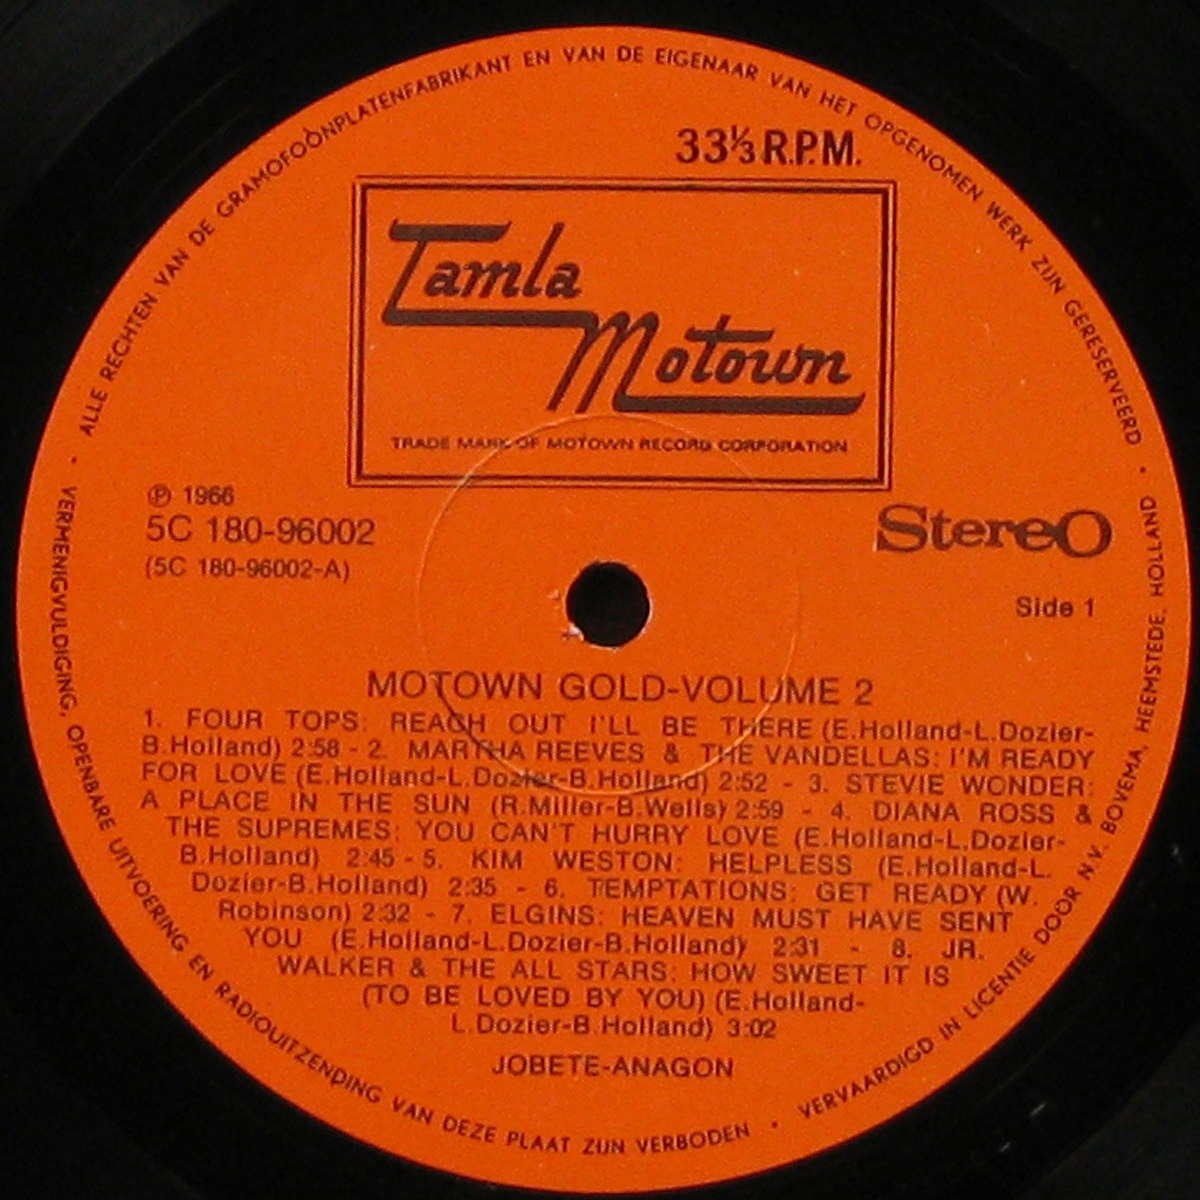 ALLE RECHTEN VAN DE GRAMOFOONPLATENFABRIKANT EN VAN DE EIGENAAR VAN HET OPGENOMEN WERK ZIJN GERESERVEERD •
33⅓ R.P.M.
Tamla
Motown
TRADE MARK OF MOTOWN RECORD CORPORATION
℗ 1966
5C 180-96002
(5C 180-96002-A)
Stereo
Side 1
MOTOWN GOLD-VOLUME 2
1. FOUR TOPS: REACH OUT I'LL BE THERE (E.Holland-L.Dozier-
B.Holland) 2:58 - 2. MARTHA REEVES & THE VANDELLAS: I'M READY
FOR LOVE (E.Holland-L.Dozier-B.Holland) 2:52 - 3. STEVIE WONDER:
A PLACE IN THE SUN (R.Miller-B.Wells) 2:59 - 4. DIANA ROSS &
THE SUPREMES: YOU CAN'T HURRY LOVE (E.Holland-L.Dozier-
B.Holland) 2:45 - 5. KIM WESTON: HELPLESS (E.Holland-L.
Dozier-B.Holland) 2:35 - 6. TEMPTATIONS: GET READY (W.
Robinson) 2:32 - 7. ELGINS: HEAVEN MUST HAVE SENT
YOU (E.Holland-L.Dozier-B.Holland) 2:31 - 8. JR.
WALKER & THE ALL STARS: HOW SWEET IT IS
(TO BE LOVED BY YOU) (E.Holland-
L.Dozier-B.Holland) 3:02
JOBETE-ANAGON
• VERMENIGVULDIGING, OPENBARE UITVOERING EN RADIOUITZENDING VAN DEZE PLAAT ZIJN VERBODEN •
VERVAARDIGD IN LICENTIE DOOR N.V. BOVEMA, HEEMSTEDE, HOLLAND